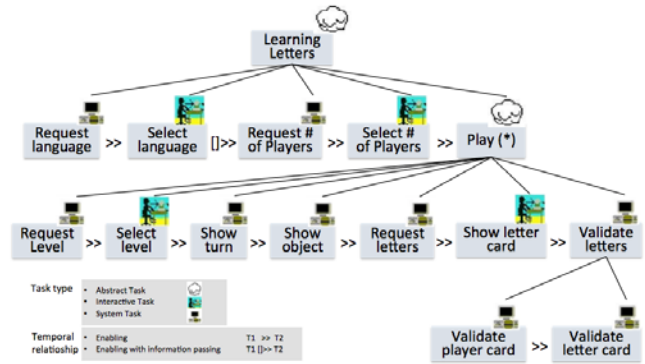 Learning
Letters
Request
language
>>
Select
language
[]>>
Request #
of Players
>>
Select #
of Players
>>
Play (*)
Request
Level
>>
Select
level
>>
Show
turn
>>
Show
object
>>
Request
letters
>>
Show letter
card
>>
Validate
letters
Task type
• Abstract Task
• Interactive Task
• System Task
Temporal
relatioship
• Enabling T1 >> T2
• Enabling with information passing T1 []>> T2
Validate
player card
>>
Validate
letter card